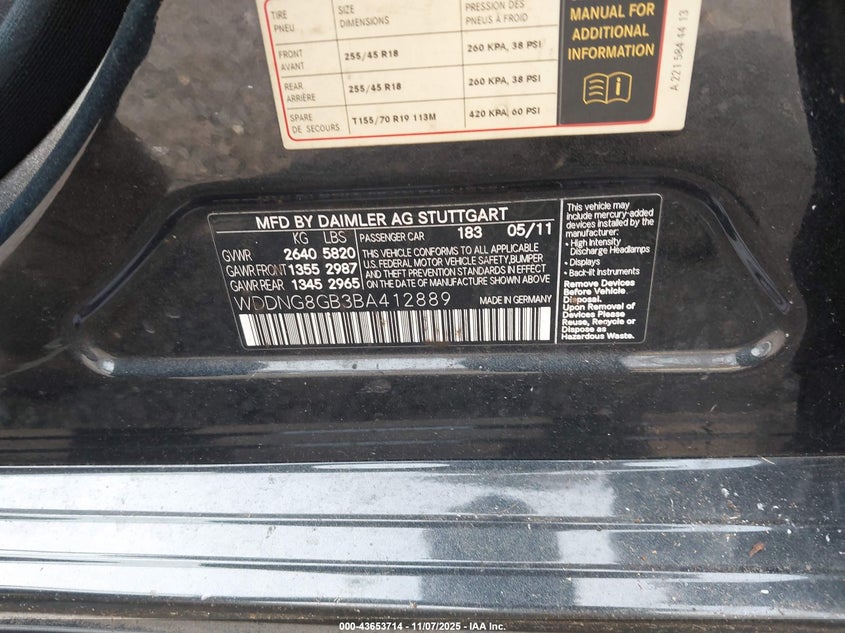 TIRE SIZE PRESSION DES
PNEU DIMENSIONS PNEUS À FROID
MANUAL FOR
ADDITIONAL
INFORMATION
FRONT
AVANT 255/45 R18 260 KPA, 38 PSI
REAR
ARRIÈRE 255/45 R18 260 KPA, 38 PSI
SPARE
DE SECOURS T155/70 R19 113M 420 KPA, 60 PSI
A 221 584 44 13
MFD BY DAIMLER AG STUTTGART
KG LBS PASSENGER CAR 183 05/11
GVWR 2640 5820
GAWR FRONT 1355 2987
GAWR REAR 1345 2965
THIS VEHICLE CONFORMS TO ALL APPLICABLE
U.S. FEDERAL MOTOR VEHICLE SAFETY,BUMPER
AND THEFT PREVENTION STANDARDS IN EFFECT
ON THE DATE OF MANUFACTURE SHOWN ABOVE
WDDNG8GB3BA412889 MADE IN GERMANY
This vehicle may
include mercury-added
devices installed by the
manufacturer:
• High Intensity
Discharge Headlamps
• Displays
• Back-lit Instruments
Remove Devices
Before Vehicle
Disposal.
Upon Removal of
Devices Please
Reuse, Recycle or
Dispose as
Hazardous Waste.
000-43653714 - 11/07/2025 - IAA Inc.